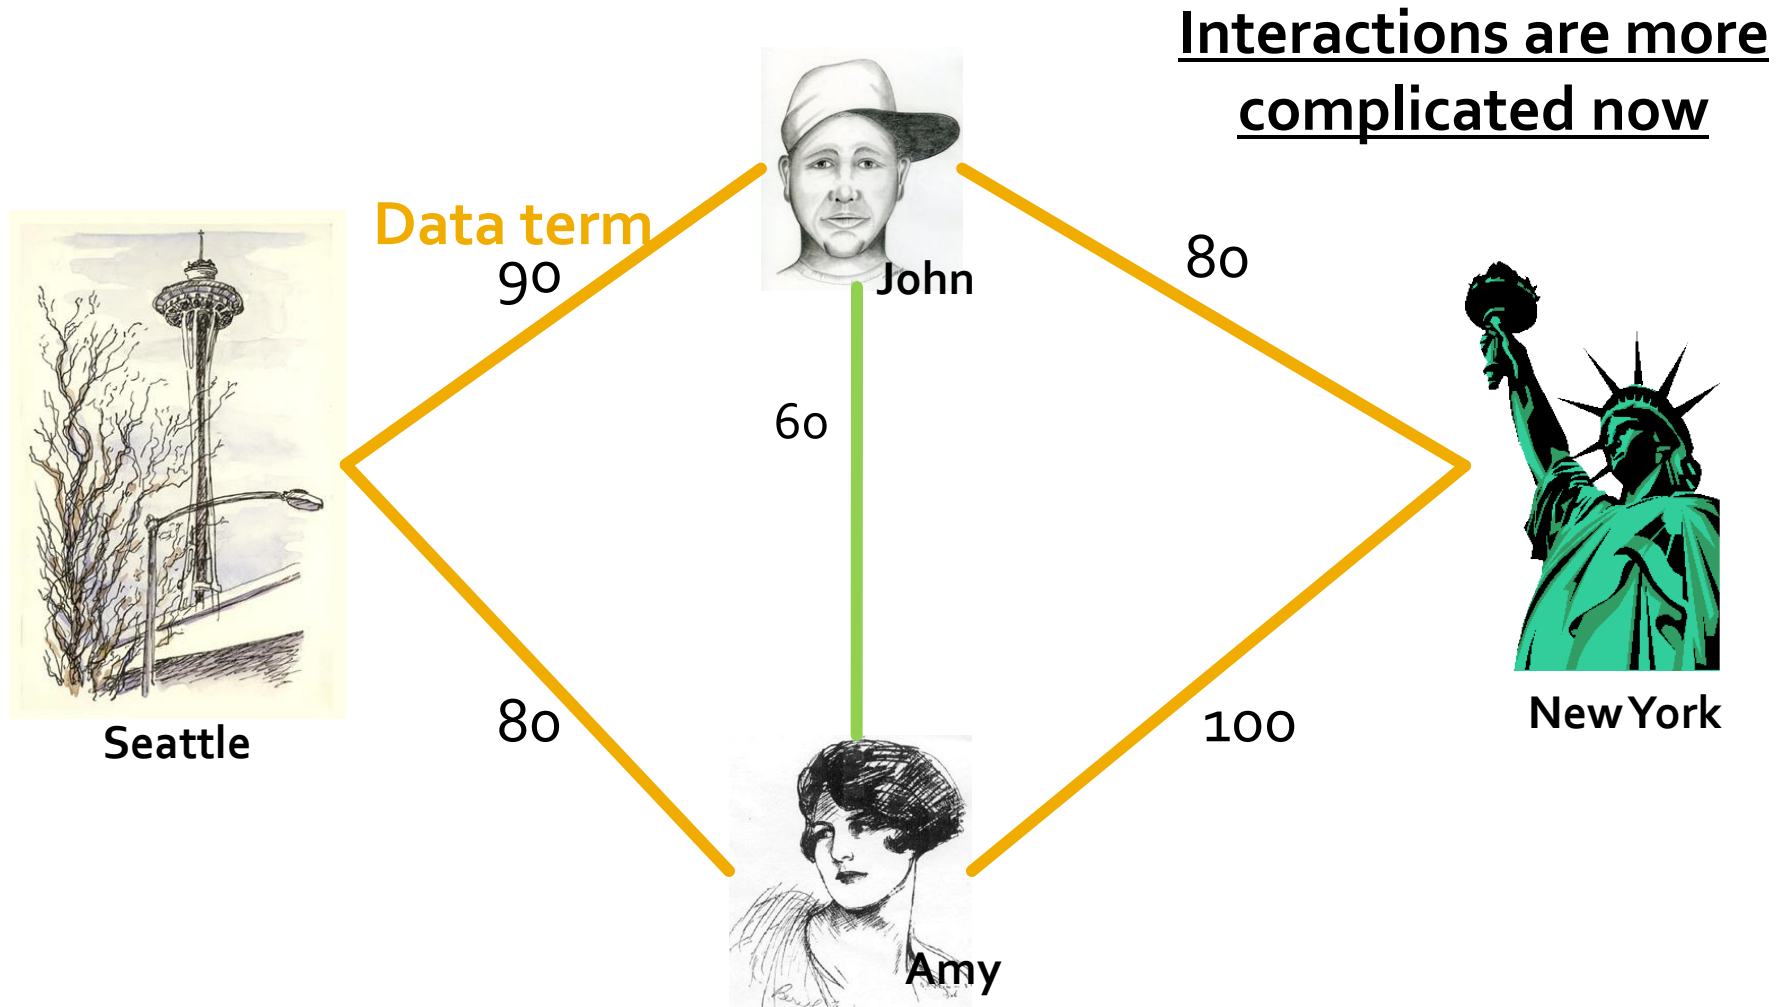 Interactions are more
complicated now
Data term
90
80
John
60
80
100
Seattle
New York
Amy